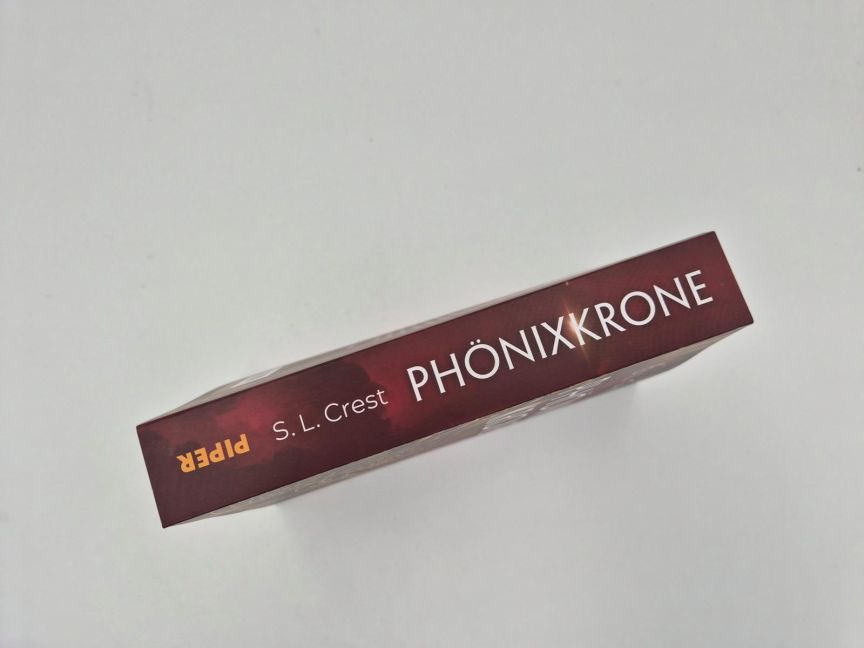 PIPER
S. L. Crest
PHÖNIXKRONE